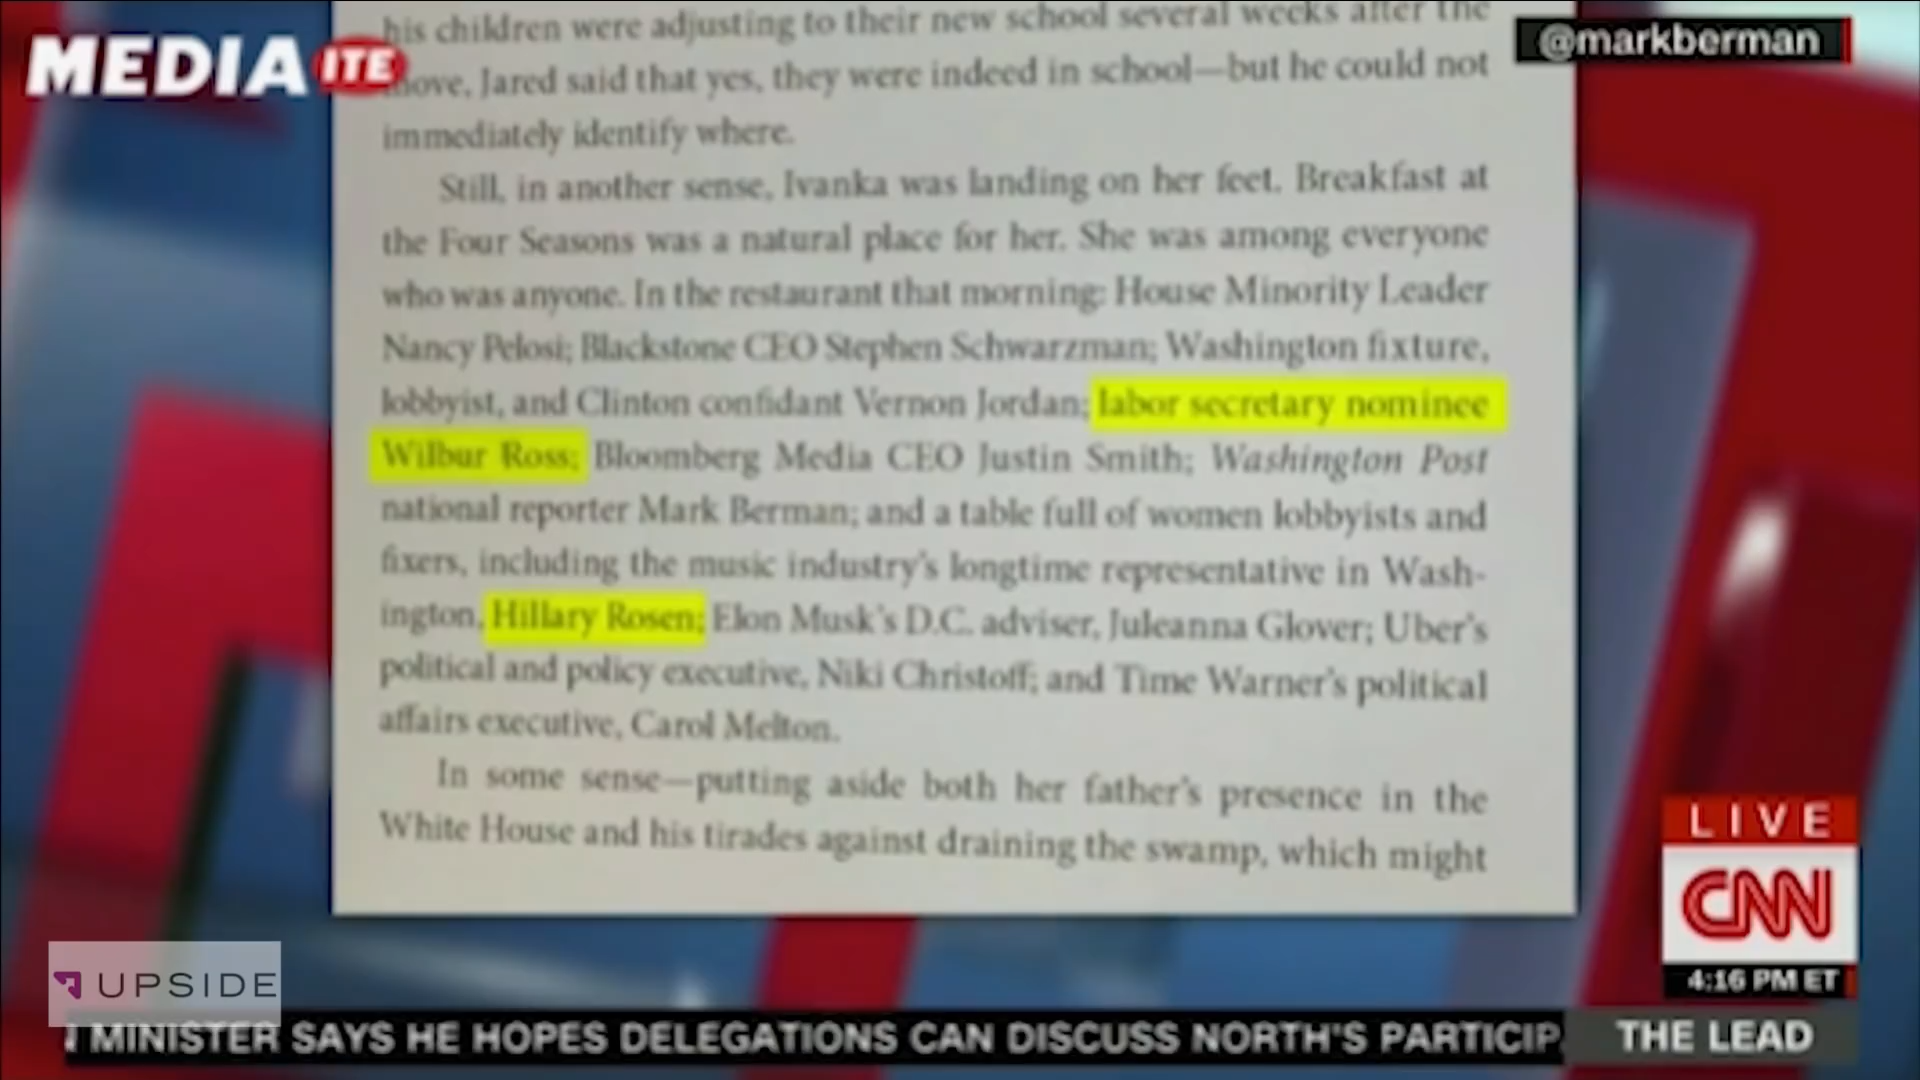 MEDIAITE
@markberman
his children were adjusting to their new school several weeks after the
move, Jared said that yes, they were indeed in school—but he could not
immediately identify where.
Still, in another sense, Ivanka was landing on her feet. Breakfast at
the Four Seasons was a natural place for her. She was among everyone
who was anyone. In the restaurant that morning: House Minority Leader
Nancy Pelosi; Blackstone CEO Stephen Schwarzman; Washington fixture,
lobbyist, and Clinton confidant Vernon Jordan; labor secretary nominee
Wilbur Ross; Bloomberg Media CEO Justin Smith; Washington Post
national reporter Mark Berman; and a table full of women lobbyists and
fixers, including the music industry's longtime representative in Wash-
ington, Hillary Rosen; Elon Musk's D.C. adviser, Juleanna Glover; Uber's
political and policy executive, Niki Christoff; and Time Warner's political
affairs executive, Carol Melton.
In some sense—putting aside both her father's presence in the
White House and his tirades against draining the swamp, which might
LIVE
CNN
4:16 PM ET
UPSIDE
MINISTER SAYS HE HOPES DELEGATIONS CAN DISCUSS NORTH'S PARTICIP
THE LEAD